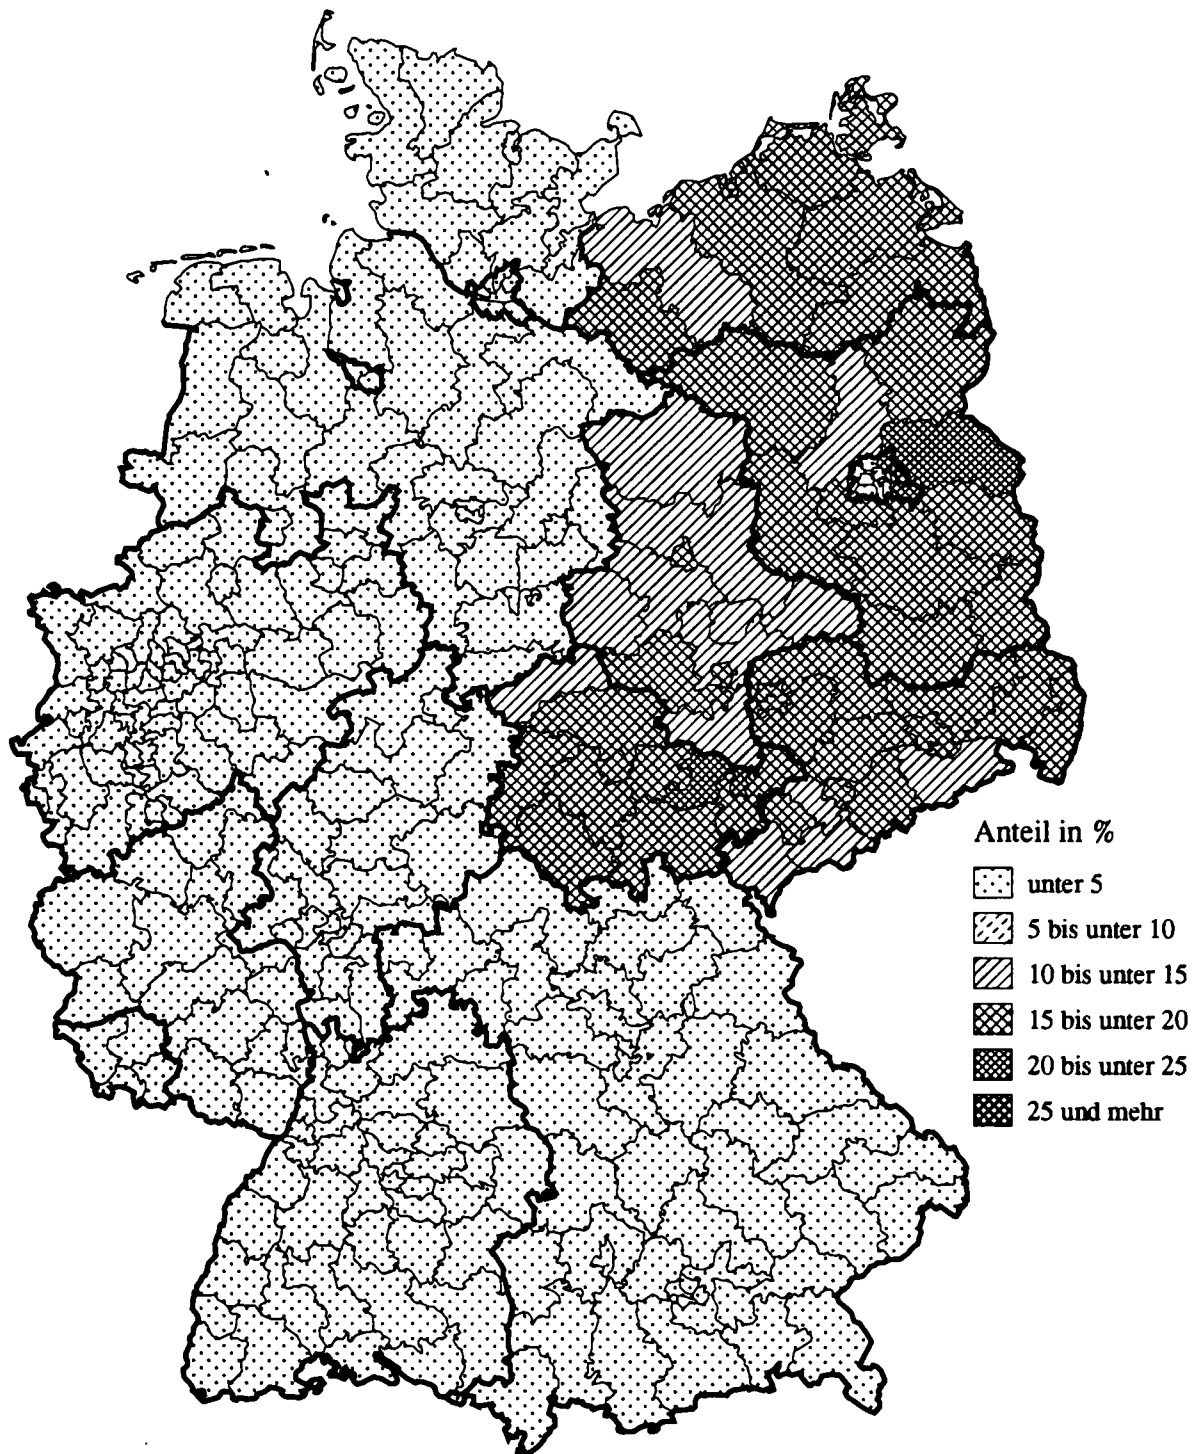 Anteil in %
unter 5
5 bis unter 10
10 bis unter 15
15 bis unter 20
20 bis unter 25
25 und mehr